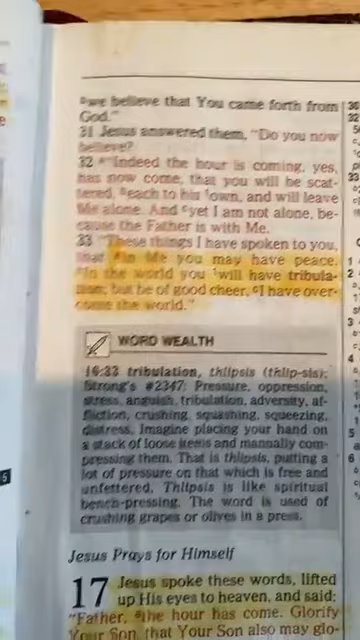 we believe that You came forth from
God."
31 Jesus answered them, "Do you now
believe?
32 "Indeed the hour is coming, yes,
has now come, that you will be scat-
tered, each to his own, and will leave
Me alone. And yet I am not alone, be-
cause the Father is with Me.
33 "These things I have spoken to you,
that in Me you may have peace.
In the world you will have tribula-
tion; but be of good cheer, I have over-
come the world."
WORD WEALTH
16:33 tribulation, thlipsis (thlip-sis);
Strong's #2347: Pressure, oppression,
stress, anguish, tribulation, adversity, af-
fliction, crushing, squashing, squeezing,
distress. Imagine placing your hand on
a stack of loose items and manually com-
pressing them. That is thlipsis, putting a
lot of pressure on that which is free and
unfettered. Thlipsis is like spiritual
bench-pressing. The word is used of
crushing grapes or olives in a press.
Jesus Prays for Himself
17 Jesus spoke these words, lifted
up His eyes to heaven, and said:
"Father, the hour has come. Glorify
Your Son, that Your Son also may glo-